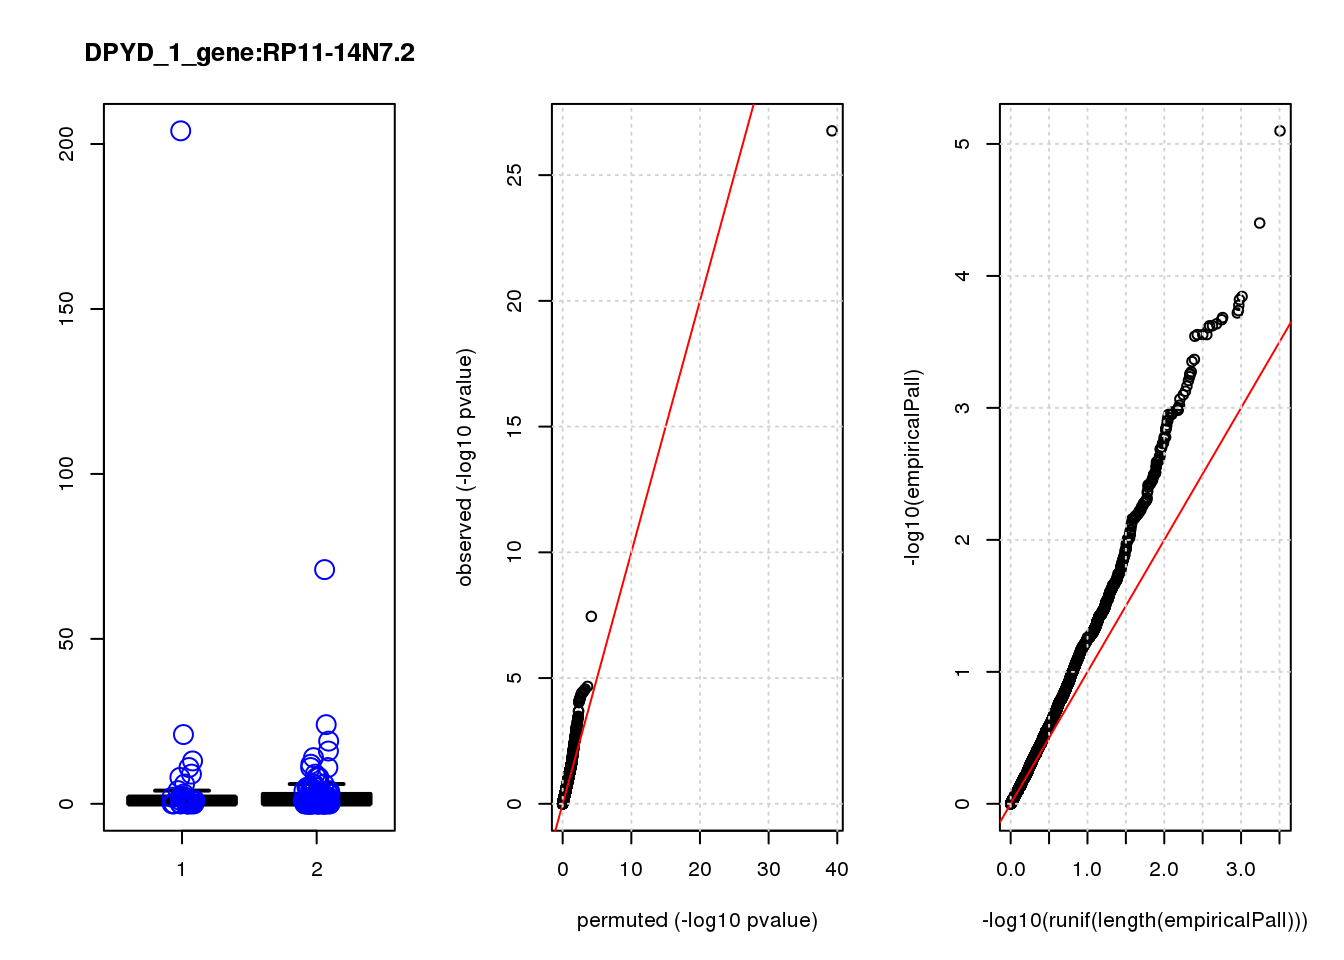 DPYD_1_gene:RP11-14N7.2
200
150
100
50
0
1 2
observed (-log10 pvalue)
25
20
15
10
5
0
0 10 20 30 40
permuted (-log10 pvalue)
-log10(empiricalPall)
5
4
3
2
1
0
0.0 1.0 2.0 3.0
-log10(runif(length(empiricalPall)))